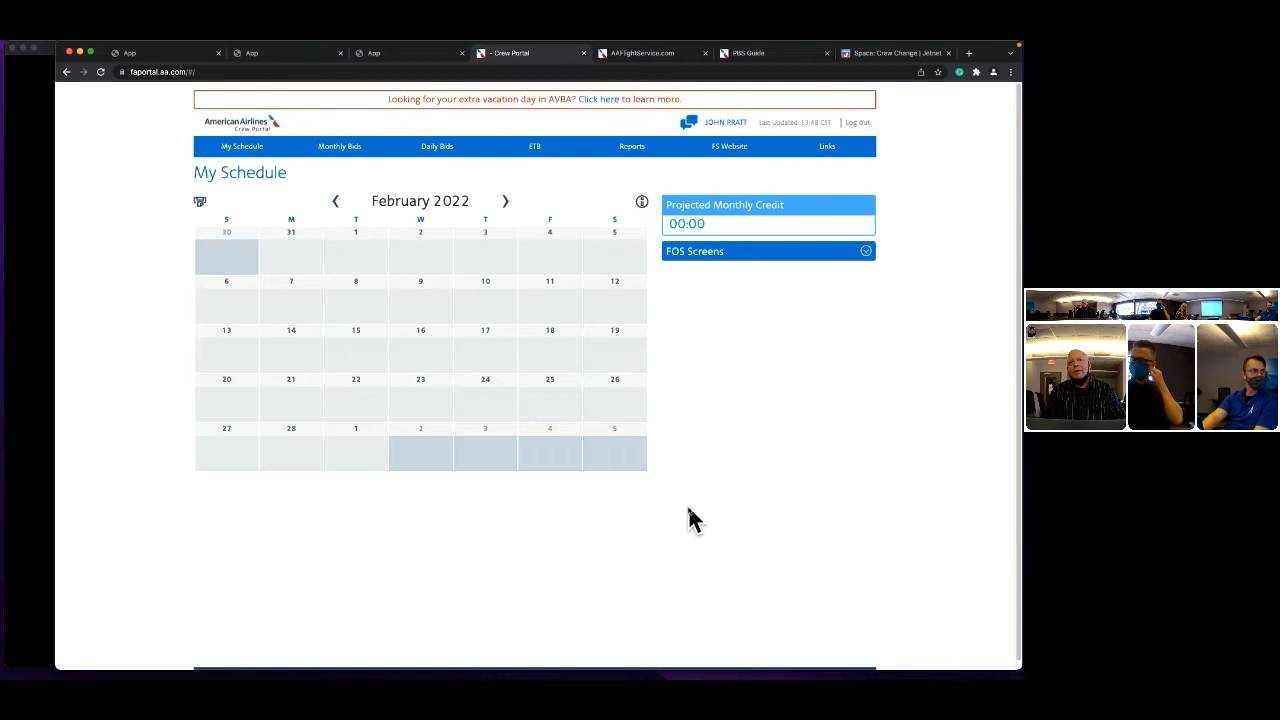 App
App
App
- Crew Portal
AAFlightService.com
PBS Guide
Space: Crew Change | Jetnet
faportal.aa.com/#/
Looking for your extra vacation day in AVBA? Click here to learn more.
American Airlines
Crew Portal
JOHN PRATT
Last Updated: 13:48 CST
Log out
My Schedule Monthly Bids Daily Bids ETB Reports FS Website Links
My Schedule
February 2022
S M T W T F S
30 31 1 2 3 4 5
6 7 8 9 10 11 12
13 14 15 16 17 18 19
20 21 22 23 24 25 26
27 28 1 2 3 4 5
Projected Monthly Credit
00:00
FOS Screens